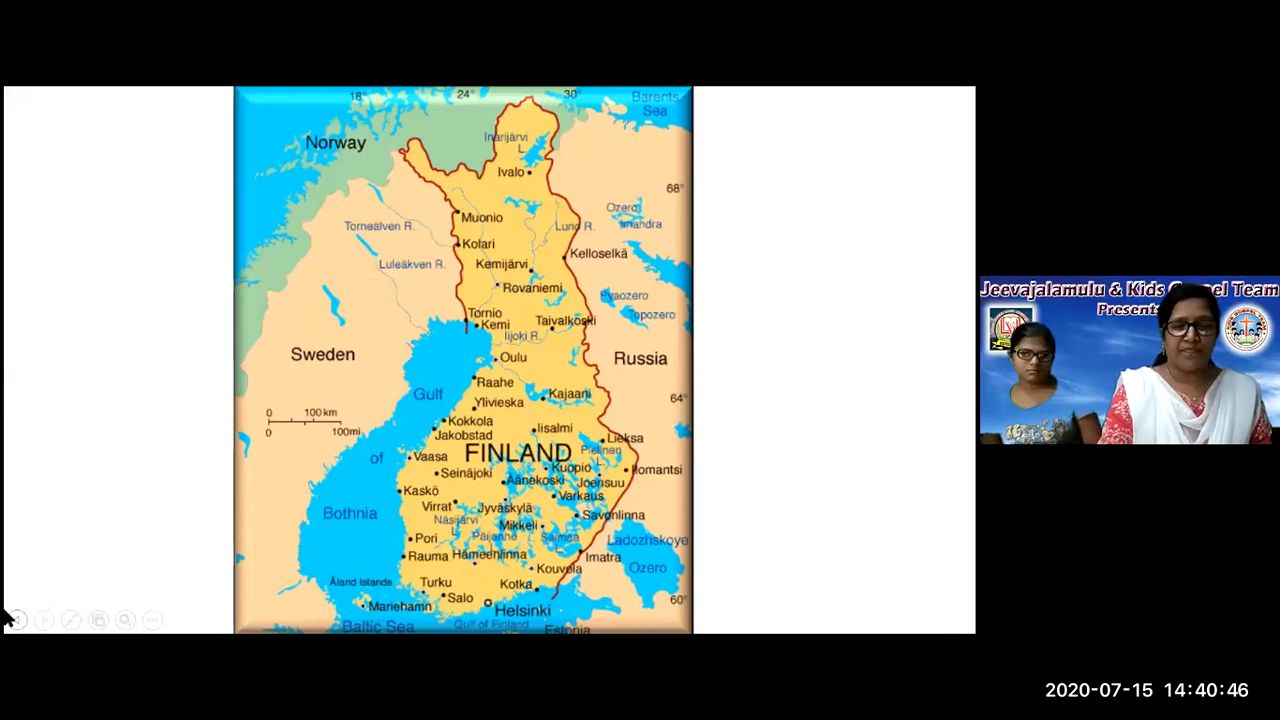 18°
24°
30°
Barents
Sea
Norway
Inarijärvi
L.
Ivalo
68°
Muonio
Ozero
Imandra
Torneälven R.
Kolari
Kelloselkä
Luleälven R.
Kemijärvi
Rovaniemi
Pyaozero
Topozero
Tornio
Kemi
Taivalkoski
Iijoki R.
Sweden
Oulu
Russia
Raahe
Gulf
Kajaani
64°
Ylivieska
0 100 km
0 100mi
Kokkola
Jakobstad
Iisalmi
Lieksa
FINLAND
Pielinen
L.
of
Vaasa
Kuopio
Ilomantsi
Seinäjoki
Äänekoski
Joensuu
Kaskö
Varkaus
Virrat
Jyväskylä
Bothnia
Savonlinna
Näsijärvi
L.
Mikkeli
Päijänne
Saimaa
Pori
Ladozhskoye
Ozero
Rauma
Hämeenlinna
Imatra
Kouvola
Åland Islands
Turku
Kotka
Salo
60°
Mariehamn
Helsinki
Baltic Sea
Gulf of Finland
Estonia
Jeevajalamulu & Kids Gospel Team
Presents
2020-07-15 14:40:46